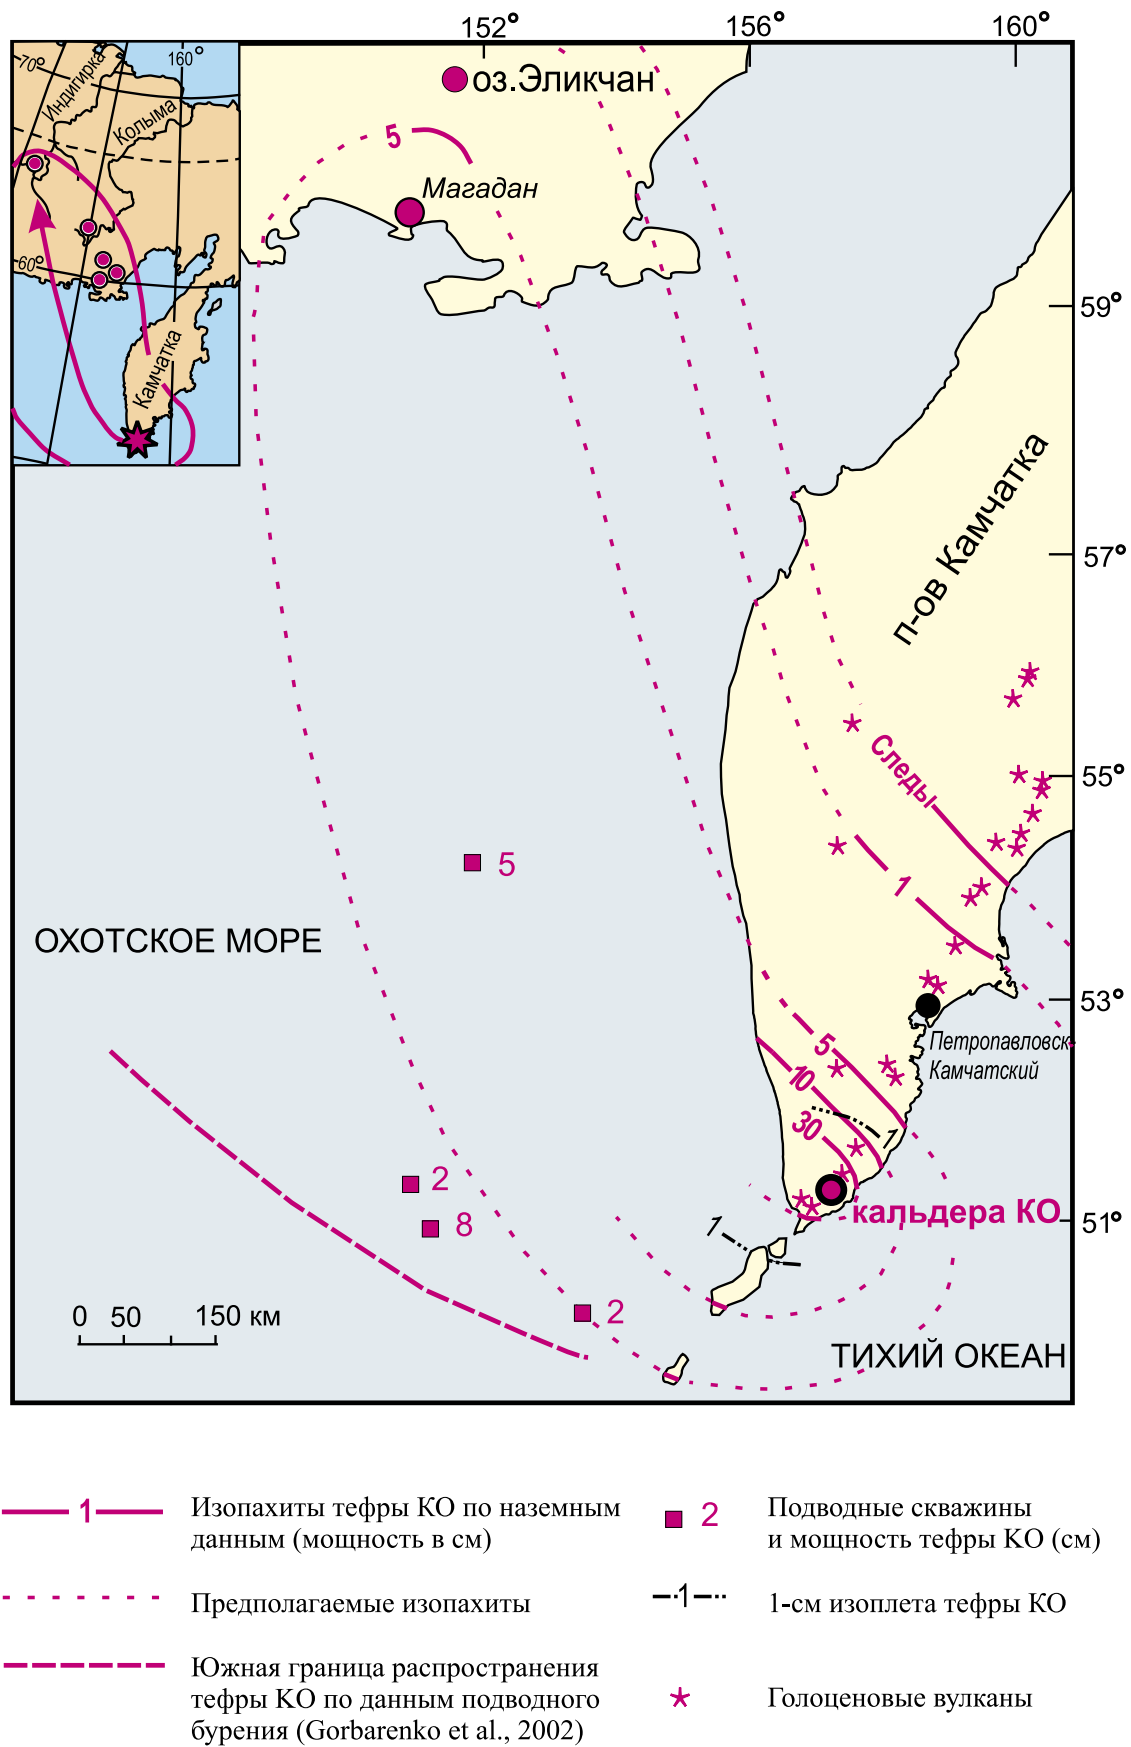 152°
156°
160°
70°
160°
Индигирка
Колыма
60°
Камчатка
оз.Эликчан
5
Магадан
59°
57°
п-ов Камчатка
Следы
55°
5
1
ОХОТСКОЕ МОРЕ
53°
Петропавловск-
Камчатский
5
10
30
1
2
8
кальдера КО
51°
1
2
0 50 150 км
ТИХИЙ ОКЕАН
1
Изопахиты тефры КО по наземным
данным (мощность в см)
2
Подводные скважины
и мощность тефры КО (см)
Предполагаемые изопахиты
1
1-см изоплета тефры КО
Южная граница распространения
тефры КО по данным подводного
бурения (Gorbarenko et al., 2002)
Голоценовые вулканы